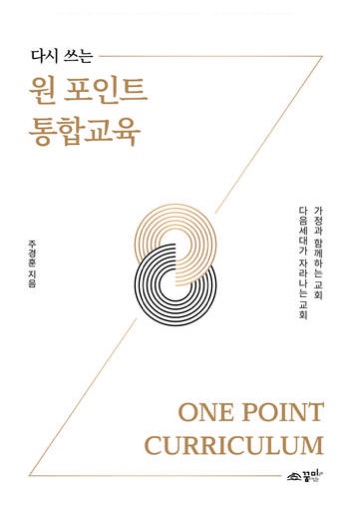 다시 쓰는
원 포인트
통합교육
가정과 함께하는 교회
다음세대가 자라나는 교회
주경훈 지음
ONE POINT
CURRICULUM
꿈미